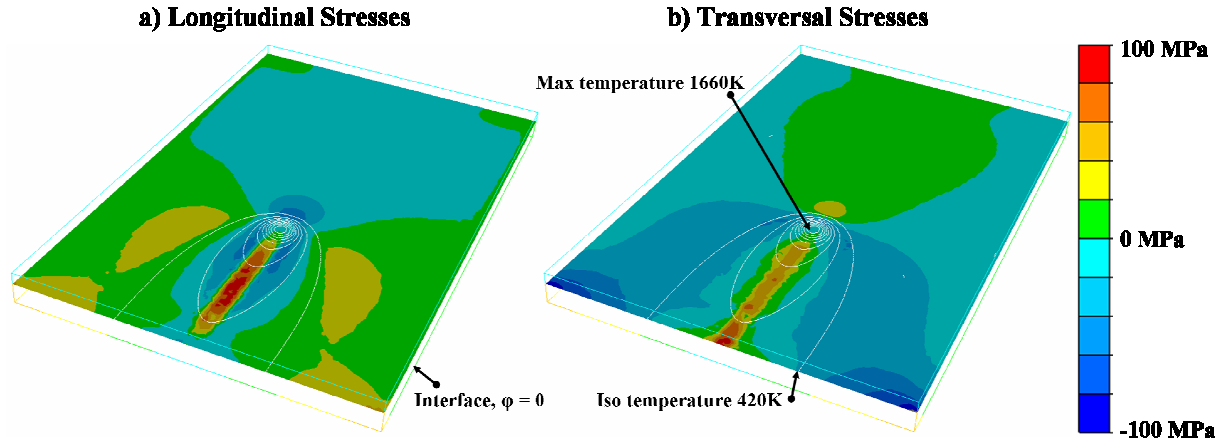 a) Longitudinal Stresses
b) Transversal Stresses
100 MPa
Max temperature 1660K
0 MPa
Interface, φ = 0
Iso temperature 420K
-100 MPa